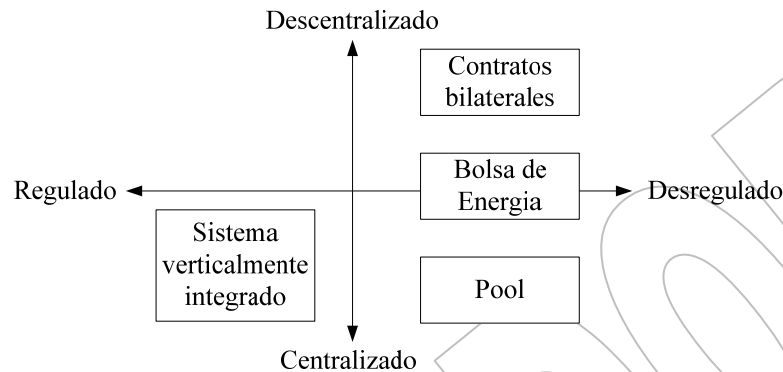 Descentralizado
Contratos
bilaterales
Regulado
Bolsa de
Energia
Desregulado
Sistema
verticalmente
integrado
Pool
Centralizado